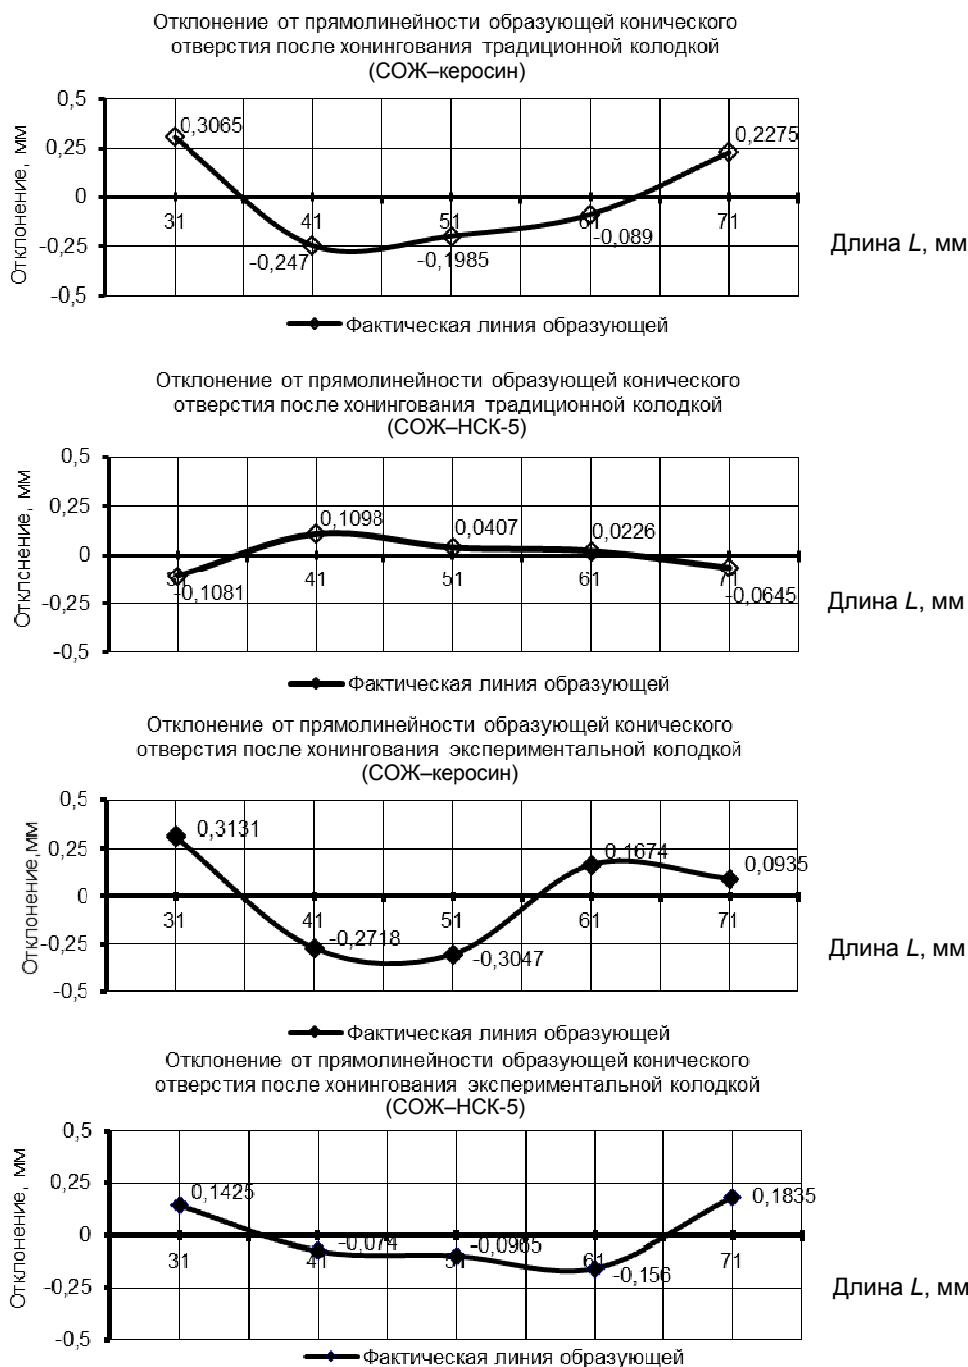 Отклонение от прямолинейности образующей конического
отверстия после хонингования традиционной колодкой
(СОЖ–керосин)
Отклонение, мм
0,5
0,25
0
-0,25
-0,5
0,3065
-0,247
-0,1985
-0,089
0,2275
31 41 51 61 71
Длина L, мм
Фактическая линия образующей
Отклонение от прямолинейности образующей конического
отверстия после хонингования традиционной колодкой
(СОЖ–НСК-5)
Отклснение, мм
0,5
0,25
0
-0,25
-0,5
-0,1081
0,1098
0,0407
0,0226
-0,0645
31 41 51 61 71
Длина L, мм
Фактическая линия образующей
Отклонение от прямолинейности образующей конического
отверстия после хонингования экспериментальной колодкой
(СОЖ–керосин)
Отклонение,мм
0,5
0,25
0
-0,25
-0,5
0,3131
-0,2718
-0,3047
0,1674
0,0935
31 41 51 61 71
Длина L, мм
Фактическая линия образующей
Отклонение от прямолинейности образующей конического
отверстия после хонингования экспериментальной колодкой
(СОЖ–НСК-5)
Отклонение, мм
0,5
0,25
0
-0,25
-0,5
0,1425
-0,074
-0,0965
-0,156
0,1835
31 41 51 61 71
Длина L, мм
Фактическая линия образующей